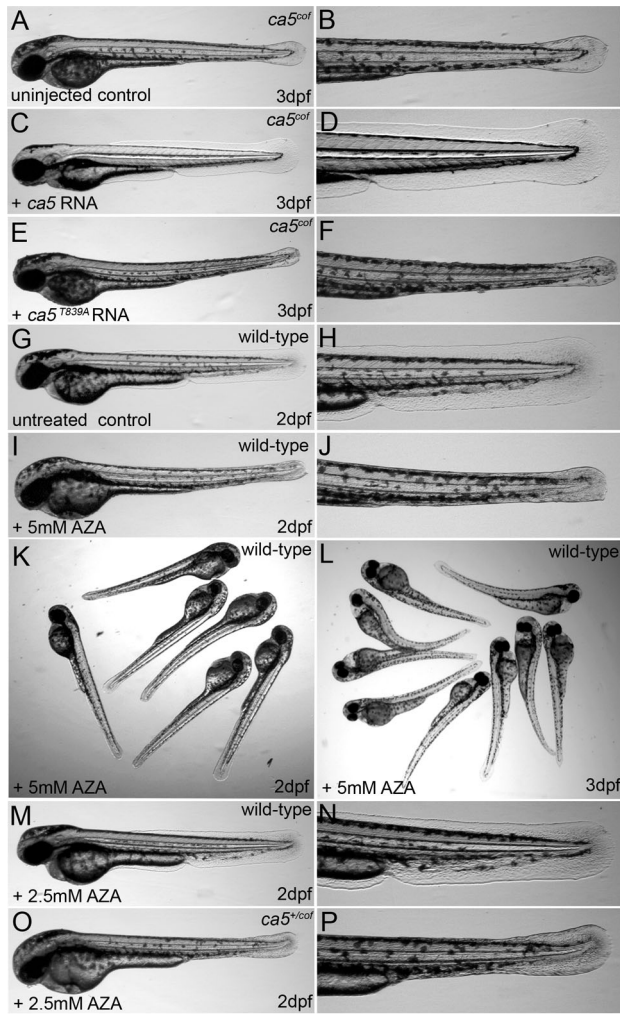 A ca5cof B
uninjected control 3dpf
C ca5cof D
+ ca5 RNA 3dpf
E ca5cof F
+ ca5T839A RNA 3dpf
G wild-type H
untreated control 2dpf
I wild-type J
+ 5mM AZA 2dpf
K wild-type L wild-type
+ 5mM AZA 2dpf + 5mM AZA 3dpf
M wild-type N
+ 2.5mM AZA 2dpf
O ca5+/cof P
+ 2.5mM AZA 2dpf